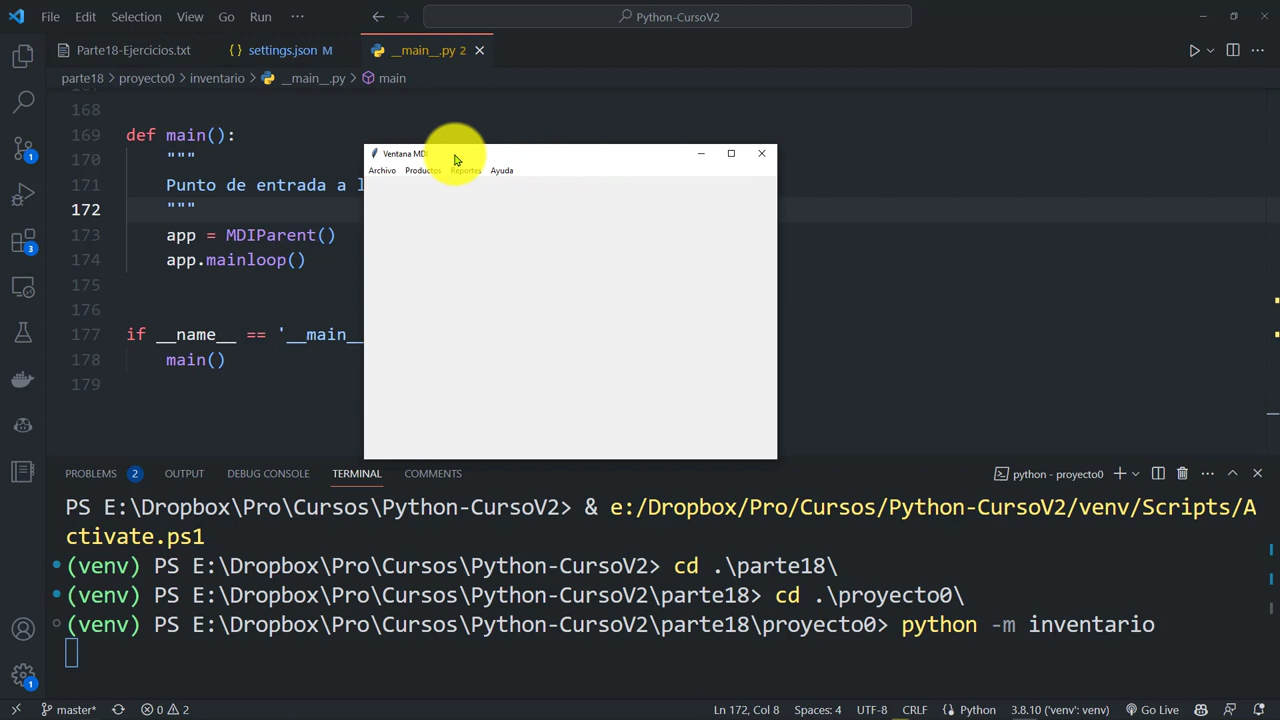 File Edit Selection View Go Run ··· Python-CursoV2
Parte18-Ejercicios.txt settings.json M __main__.py 2
parte18 > proyecto0 > inventario > __main__.py > main
168
169 def main():
170 """
171 Punto de entrada a l
172 """
173 app = MDIParent()
174 app.mainloop()
175
176
177 if __name__ == '__main__
178 main()
179
Ventana MDI
Archivo Productos Reportes Ayuda
PROBLEMS 2 OUTPUT DEBUG CONSOLE TERMINAL COMMENTS python - proyecto0
PS E:\Dropbox\Pro\Cursos\Python-CursoV2> & e:/Dropbox/Pro/Cursos/Python-CursoV2/venv/Scripts/A
ctivate.ps1
(venv) PS E:\Dropbox\Pro\Cursos\Python-CursoV2> cd .\parte18\
(venv) PS E:\Dropbox\Pro\Cursos\Python-CursoV2\parte18> cd .\proyecto0\
(venv) PS E:\Dropbox\Pro\Cursos\Python-CursoV2\parte18\proyecto0> python -m inventario
1
3
1
master* 0 2 Ln 172, Col 8 Spaces: 4 UTF-8 CRLF Python 3.8.10 ('venv': venv) Go Live